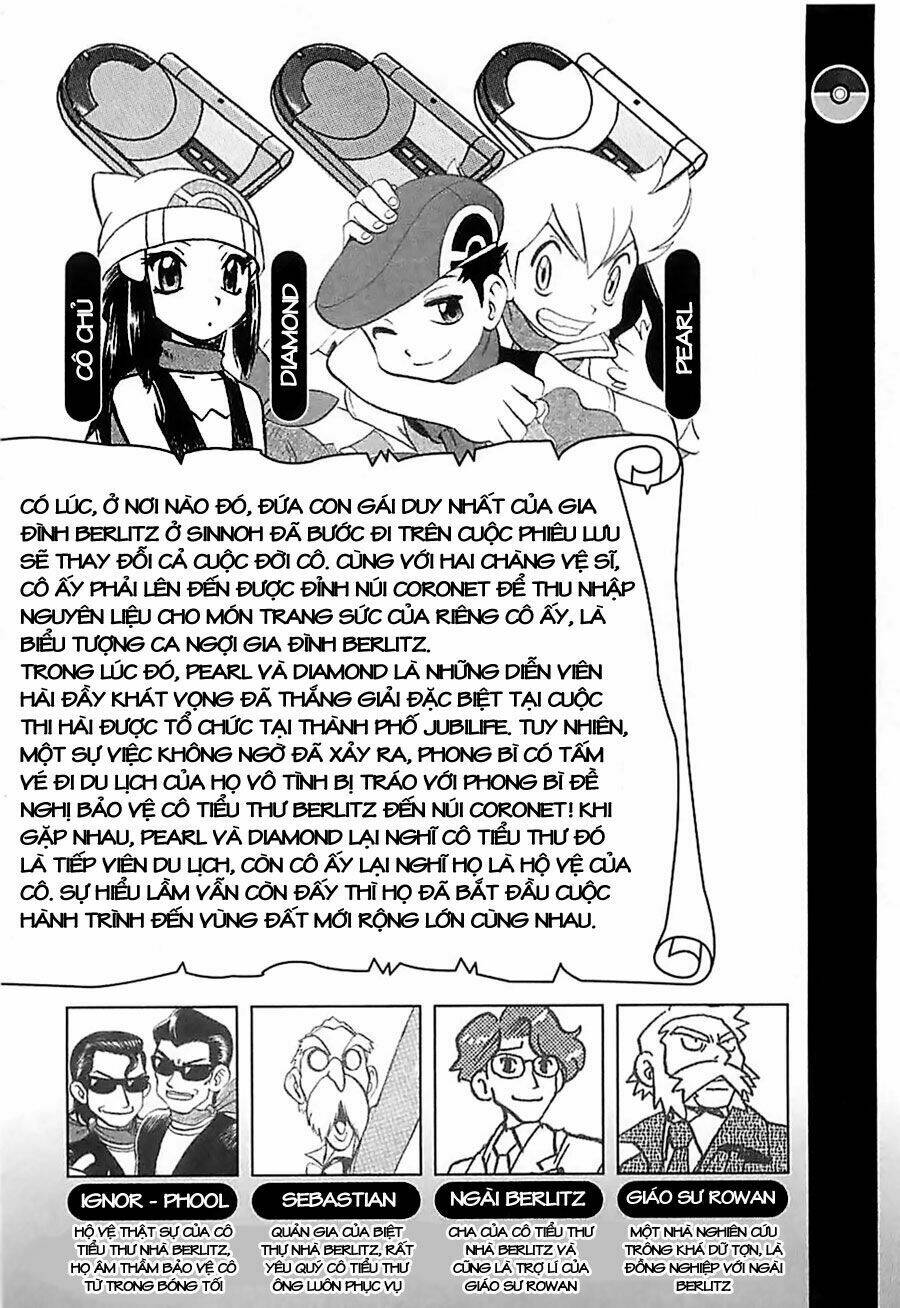 CÔ CHỦ
DIAMOND
PEARL
CÓ LÚC, Ở NƠI NÀO ĐÓ, ĐỨA CON GÁI DUY NHẤT CỦA GIA
ĐÌNH BERLITZ Ở SINNOH ĐÃ BƯỚC ĐI TRÊN CUỘC PHIÊU LƯU
SẼ THAY ĐỔI CẢ CUỘC ĐỜI CÔ. CÙNG VỚI HAI CHÀNG VỆ SĨ,
CÔ ẤY PHẢI LÊN ĐẾN ĐƯỢC ĐỈNH NÚI CORONET ĐỂ THU NHẬP
NGUYÊN LIỆU CHO MÓN TRANG SỨC CỦA RIÊNG CÔ ẤY, LÀ
BIỂU TƯỢNG CA NGỢI GIA ĐÌNH BERLITZ.
TRONG LÚC ĐÓ, PEARL VÀ DIAMOND LÀ NHỮNG DIỄN VIÊN
HÀI ĐẦY KHÁT VỌNG ĐÃ THẮNG GIẢI ĐẶC BIỆT TẠI CUỘC
THI HÀI ĐƯỢC TỔ CHỨC TẠI THÀNH PHỐ JUBILIFE. TUY NHIÊN,
MỘT SỰ VIỆC KHÔNG NGỜ ĐÃ XẢY RA, PHONG BÌ CÓ TẤM
VÉ ĐI DU LỊCH CỦA HỌ VÔ TÌNH BỊ TRÁO VỚI PHONG BÌ ĐỀ
NGHỊ BẢO VỆ CÔ TIỂU THƯ BERLITZ ĐẾN NÚI CORONET! KHI
GẶP NHAU, PEARL VÀ DIAMOND LẠI NGHĨ CÔ TIỂU THƯ ĐÓ
LÀ TIẾP VIÊN DU LỊCH, CÒN CÔ ẤY LẠI NGHĨ HỌ LÀ HỘ VỆ CỦA
CÔ. SỰ HIỂU LẦM VẪN CÒN ĐẤY THÌ HỌ ĐÃ BẮT ĐẦU CUỘC
HÀNH TRÌNH ĐẾN VÙNG ĐẤT MỚI RỘNG LỚN CÙNG NHAU.
IGNOR - PHOOL
HỘ VỆ THẬT SỰ CỦA CÔ
TIỂU THƯ NHÀ BERLITZ,
HỌ ÂM THẦM BẢO VỆ CÔ
TỪ TRONG BÓNG TỐI
SEBASTIAN
QUẢN GIA CỦA BIỆT
THỰ NHÀ BERLITZ, RẤT
YÊU QUÝ CÔ TIỂU THƯ
ÔNG LUÔN PHỤC VỤ
NGÀI BERLITZ
CHA CỦA CÔ TIỂU THƯ
NHÀ BERLITZ VÀ
CŨNG LÀ TRỢ LÍ CỦA
GIÁO SƯ ROWAN
GIÁO SƯ ROWAN
MỘT NHÀ NGHIÊN CỨU
TRÔNG KHÁ DỮ TỢN, LÀ
ĐỒNG NGHIỆP VỚI NGÀI
BERLITZ